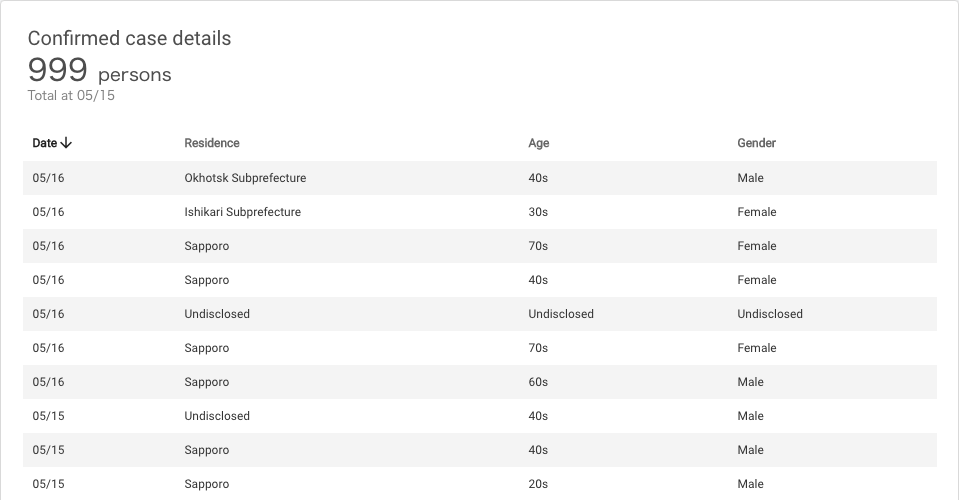 Confirmed case details
999 persons
Total at 05/15
Date Residence Age Gender
05/16 Okhotsk Subprefecture 40s Male
05/16 Ishikari Subprefecture 30s Female
05/16 Sapporo 70s Female
05/16 Sapporo 40s Female
05/16 Undisclosed Undisclosed Undisclosed
05/16 Sapporo 70s Female
05/16 Sapporo 60s Male
05/15 Undisclosed 40s Male
05/15 Sapporo 40s Male
05/15 Sapporo 20s Male